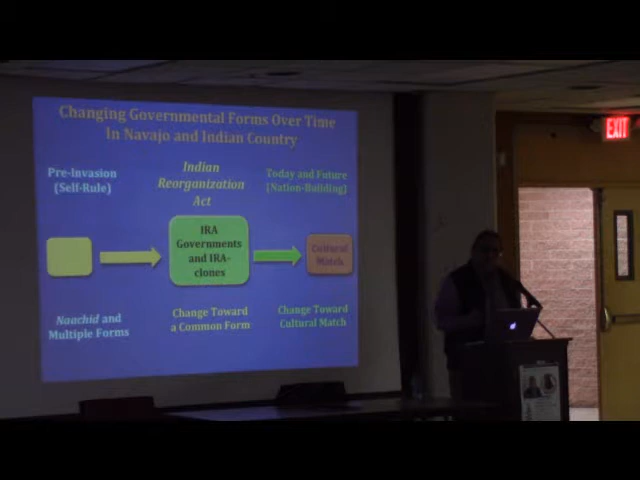 Changing Governmental Forms Over Time
In Navajo and Indian Country
Pre-Invasion
(Self-Rule)
Indian
Reorganization
Act
Today and Future
(Nation-Building)
IRA
Governments
and IRA-
clones
Cultural
Match
Naachid and
Multiple Forms
Change Toward
a Common Form
Change Toward
Cultural Match
EXIT